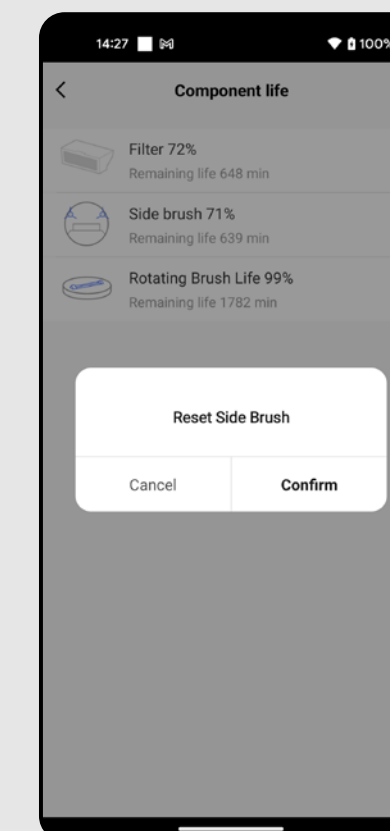 14:27 100%
Component life
Filter 72%
Remaining life 648 min
Side brush 71%
Remaining life 639 min
Rotating Brush Life 99%
Remaining life 1782 min
Reset Side Brush
Cancel Confirm